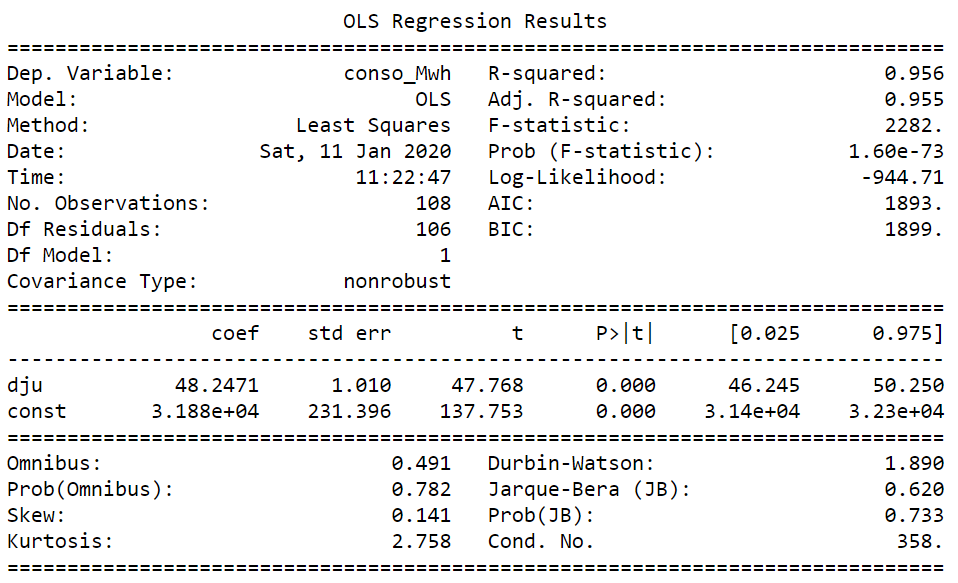 OLS Regression Results
==============================================================================
Dep. Variable:              conso_Mwh   R-squared:                       0.956
Model:                            OLS   Adj. R-squared:                  0.955
Method:                 Least Squares   F-statistic:                     2282.
Date:                Sat, 11 Jan 2020   Prob (F-statistic):           1.60e-73
Time:                        11:22:47   Log-Likelihood:                -944.71
No. Observations:                 108   AIC:                             1893.
Df Residuals:                     106   BIC:                             1899.
Df Model:                           1
Covariance Type:            nonrobust
==============================================================================
                 coef    std err          t      P>|t|      [0.025      0.975]
------------------------------------------------------------------------------
dju           48.2471      1.010     47.768      0.000      46.245      50.250
const       3.188e+04    231.396    137.753      0.000    3.14e+04    3.23e+04
==============================================================================
Omnibus:                        0.491   Durbin-Watson:                   1.890
Prob(Omnibus):                  0.782   Jarque-Bera (JB):                0.620
Skew:                           0.141   Prob(JB):                        0.733
Kurtosis:                       2.758   Cond. No.                         358.
==============================================================================